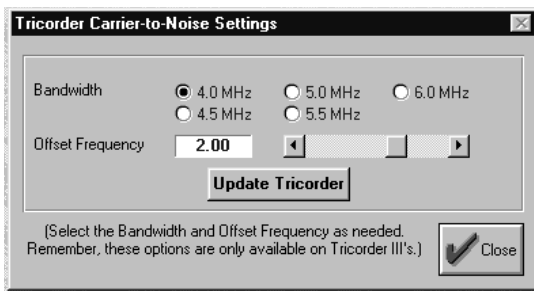 Tricorder Carrier-to-Noise Settings
Bandwidth 4.0 MHz 5.0 MHz 6.0 MHz
4.5 MHz 5.5 MHz
Offset Frequency 2.00
Update Tricorder
(Select the Bandwidth and Offset Frequency as needed.
Remember, these options are only available on Tricorder III's.)
Close